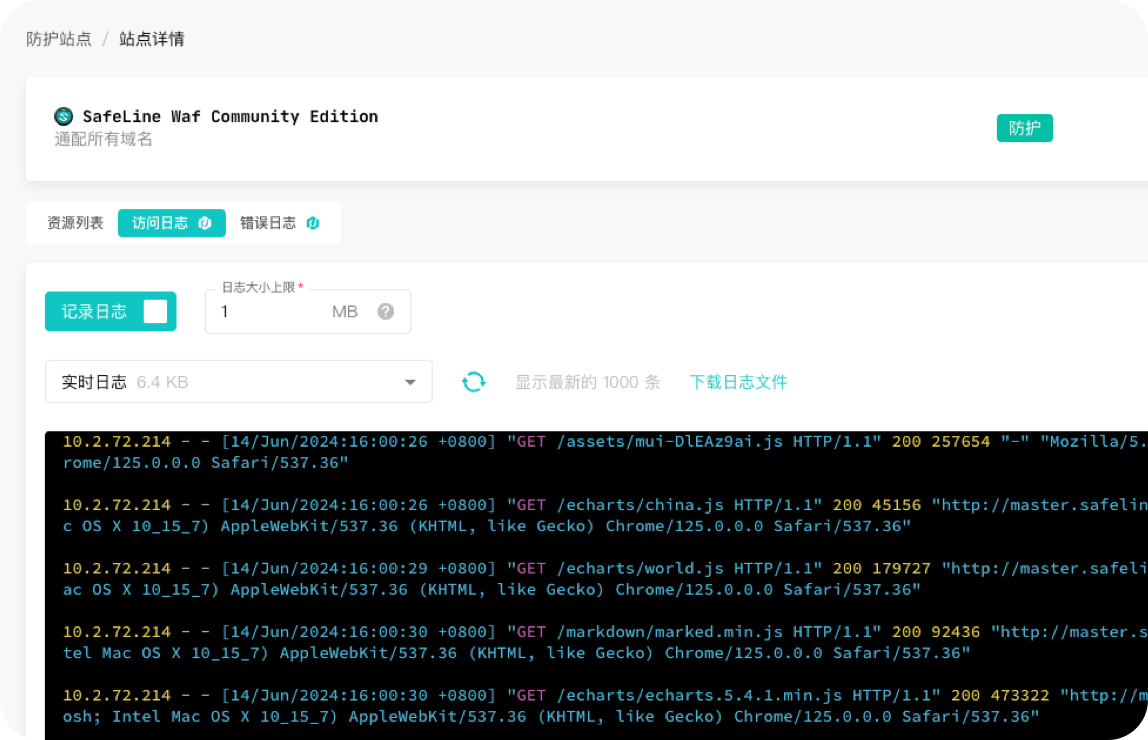 防护站点 / 站点详情
SafeLine Waf Community Edition
通配所有域名
防护
资源列表 访问日志 错误日志
日志大小上限 *
记录日志 1 MB ?
实时日志 6.4 KB 显示最新的 1000 条 下载日志文件
10.2.72.214 - - [14/Jun/2024:16:00:26 +0800] "GET /assets/mui-DlEAz9ai.js HTTP/1.1" 200 257654 "-" "Mozilla/5.
rome/125.0.0.0 Safari/537.36"
10.2.72.214 - - [14/Jun/2024:16:00:26 +0800] "GET /echarts/china.js HTTP/1.1" 200 45156 "http://master.safelin
c OS X 10_15_7) AppleWebKit/537.36 (KHTML, like Gecko) Chrome/125.0.0.0 Safari/537.36"
10.2.72.214 - - [14/Jun/2024:16:00:29 +0800] "GET /echarts/world.js HTTP/1.1" 200 179727 "http://master.safeli
ac OS X 10_15_7) AppleWebKit/537.36 (KHTML, like Gecko) Chrome/125.0.0.0 Safari/537.36"
10.2.72.214 - - [14/Jun/2024:16:00:30 +0800] "GET /markdown/marked.min.js HTTP/1.1" 200 92436 "http://master.s
tel Mac OS X 10_15_7) AppleWebKit/537.36 (KHTML, like Gecko) Chrome/125.0.0.0 Safari/537.36"
10.2.72.214 - - [14/Jun/2024:16:00:30 +0800] "GET /echarts/echarts.5.4.1.min.js HTTP/1.1" 200 473322 "http://m
osh; Intel Mac OS X 10_15_7) AppleWebKit/537.36 (KHTML, like Gecko) Chrome/125.0.0.0 Safari/537.36"